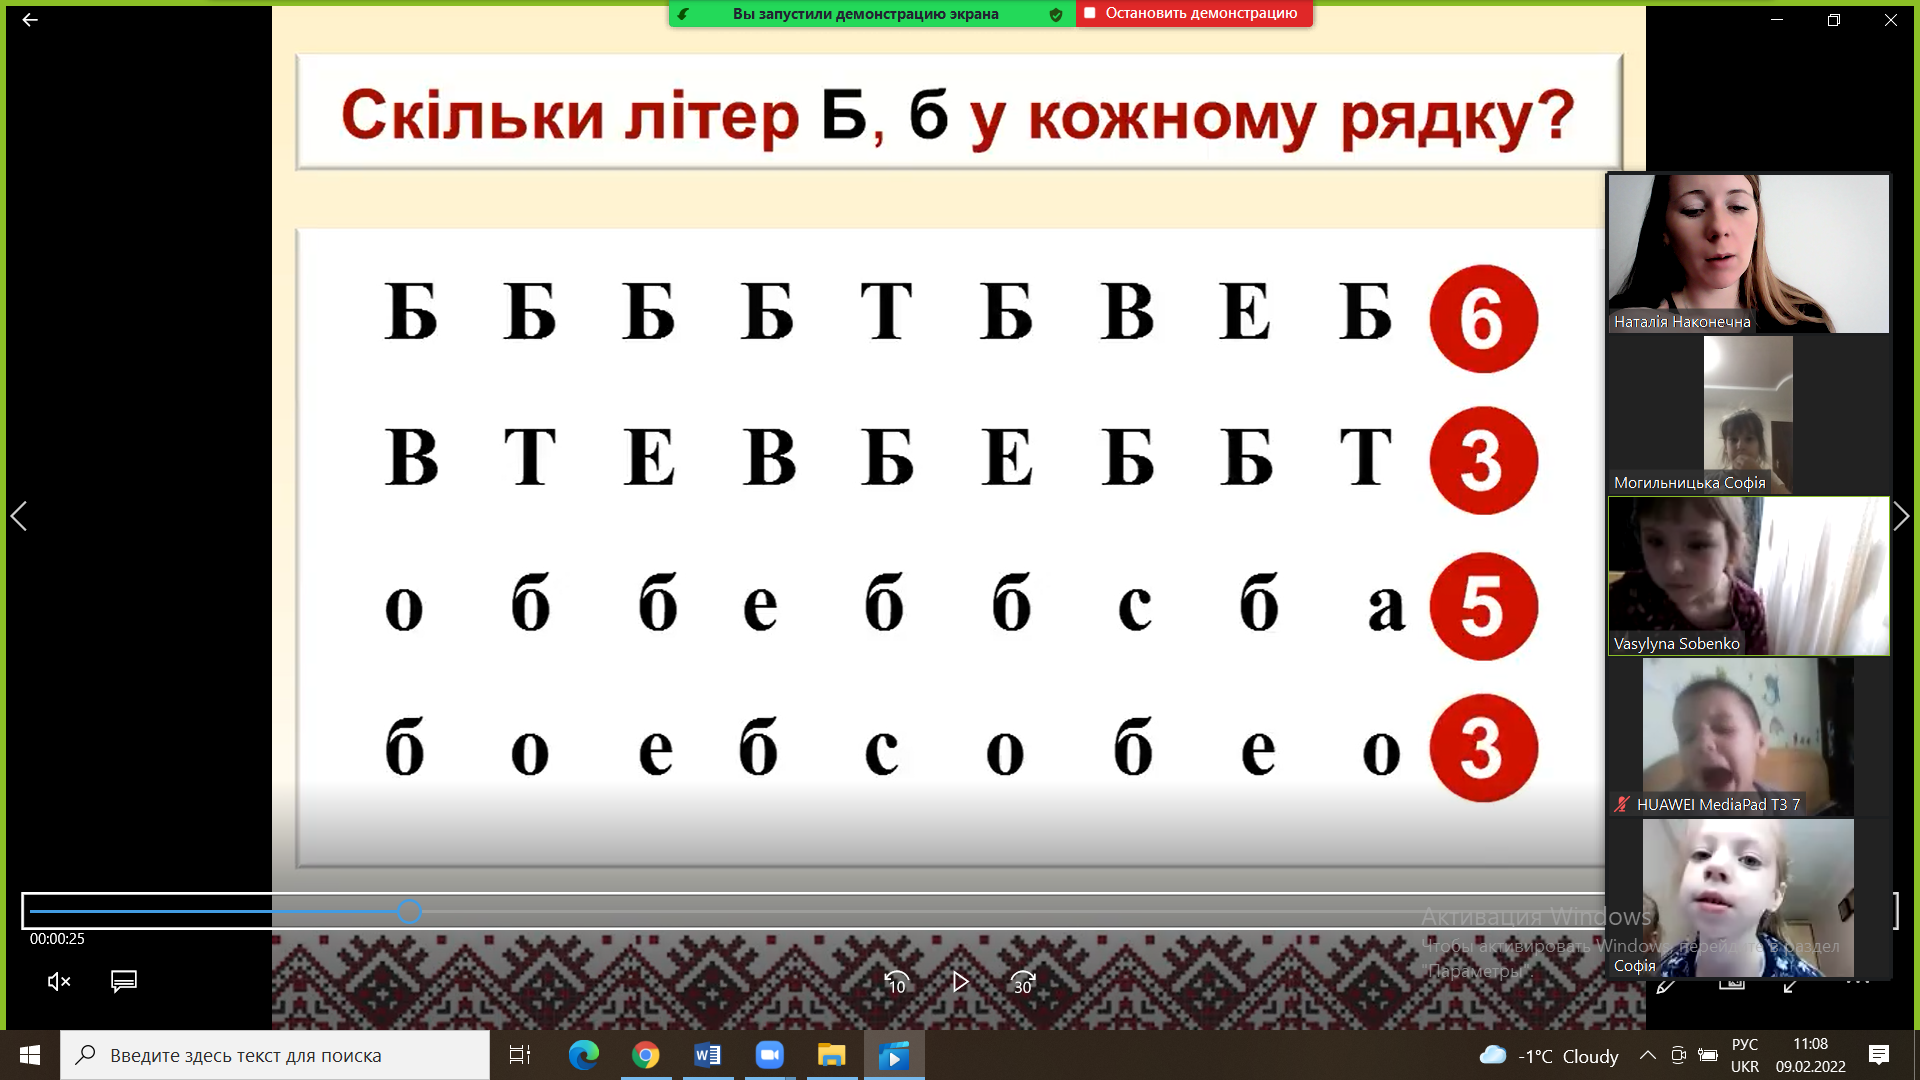 Вы запустили демонстрацию экрана
Остановить демонстрацию
Скільки літер Б, б у кожному рядку?
Б Б Б Б Т Б В Е Б 6
В Т Е В Б Е Б Б Т 3
о б б е б б с б а 5
б о е б с о б е о 3
Наталія Наконечна
Могильницька Софія
Vasylyna Sobenko
HUAWEI MediaPad T3 7
Софія
Активация Windows
Чтобы активировать Windows, перейдите в раздел
"Параметры".
00:00:25
10
30
Введите здесь текст для поиска
-1°C Cloudy
РУС
UKR
11:08
09.02.2022